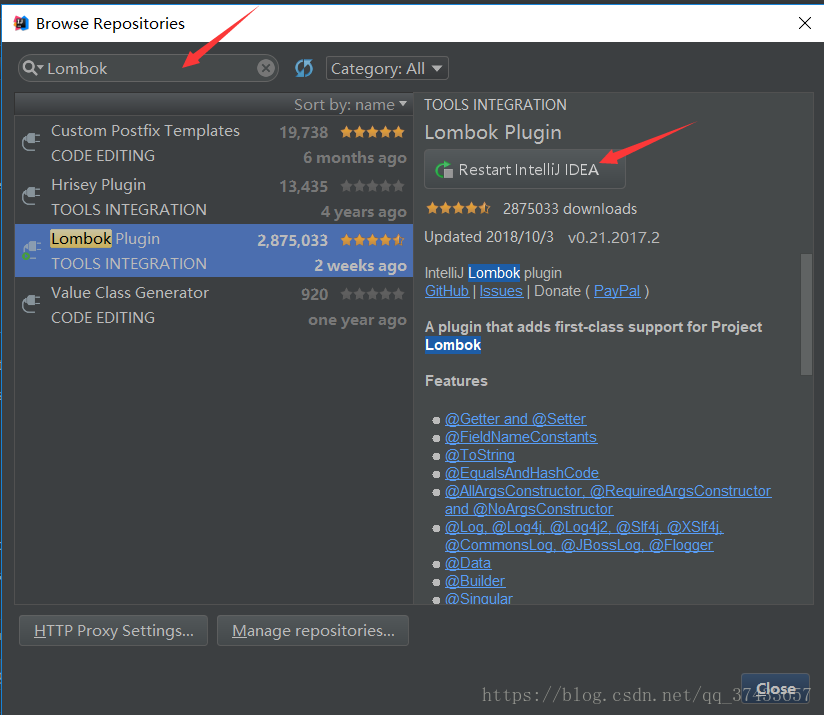 Browse Repositories
Lombok
Category: All
Sort by: name
Custom Postfix Templates 19,738
CODE EDITING 6 months ago
Hrisey Plugin 13,435
TOOLS INTEGRATION 4 years ago
Lombok Plugin 2,875,033
TOOLS INTEGRATION 2 weeks ago
Value Class Generator 920
CODE EDITING one year ago
TOOLS INTEGRATION
Lombok Plugin
Restart IntelliJ IDEA
2875033 downloads
Updated 2018/10/3 v0.21.2017.2
IntelliJ Lombok plugin
GitHub | Issues | Donate ( PayPal )
A plugin that adds first-class support for Project
Lombok
Features
@Getter and @Setter
@FieldNameConstants
@ToString
@EqualsAndHashCode
@AllArgsConstructor, @RequiredArgsConstructor
and @NoArgsConstructor
@Log, @Log4j, @Log4j2, @Slf4j, @XSlf4j,
@CommonsLog, @JBossLog, @Flogger
@Data
@Builder
@Singular
HTTP Proxy Settings...
Manage repositories...
Close
https://blog.csdn.net/qq_37433657